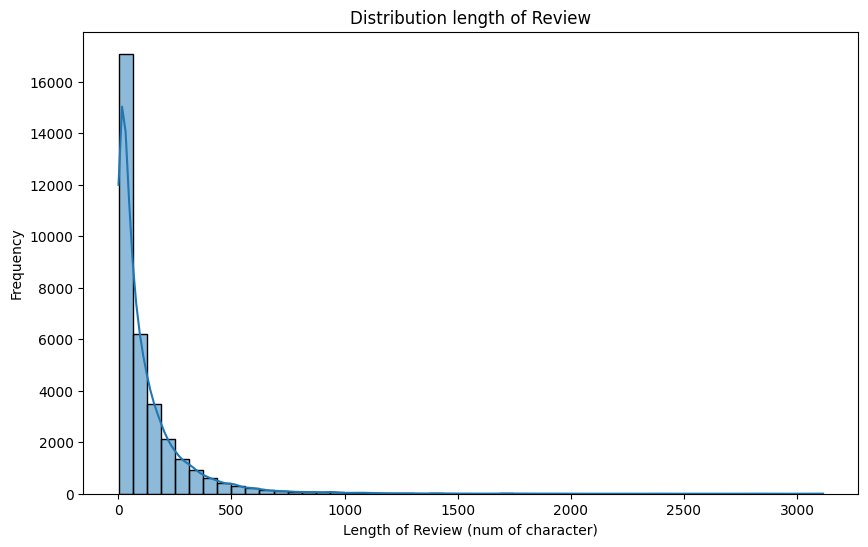 Distribution length of Review
Frequency
16000
14000
12000
10000
8000
6000
4000
2000
0
0 500 1000 1500 2000 2500 3000
Length of Review (num of character)